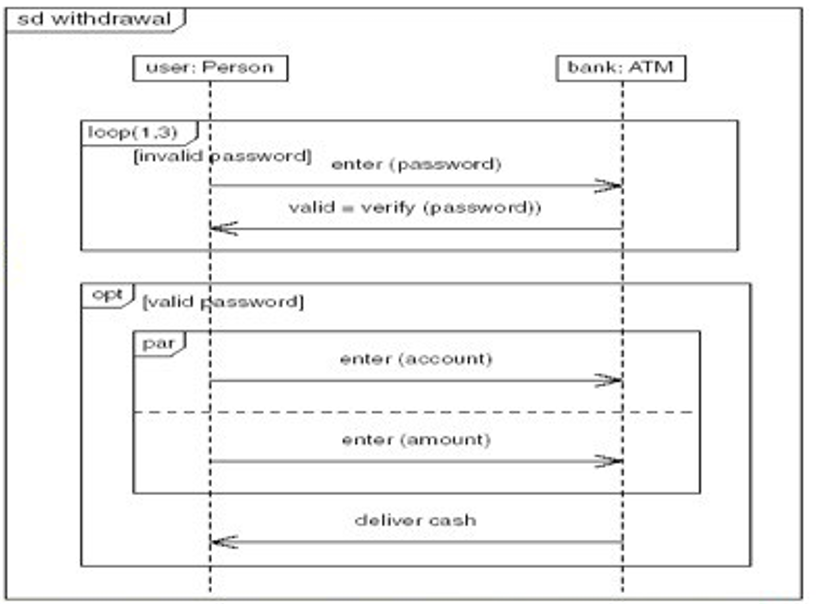 sd withdrawal
user: Person
bank: ATM
loop(1,3)
[invalid password]
enter (password)
valid = verify (password))
opt
[valid password]
par
enter (account)
enter (amount)
deliver cash